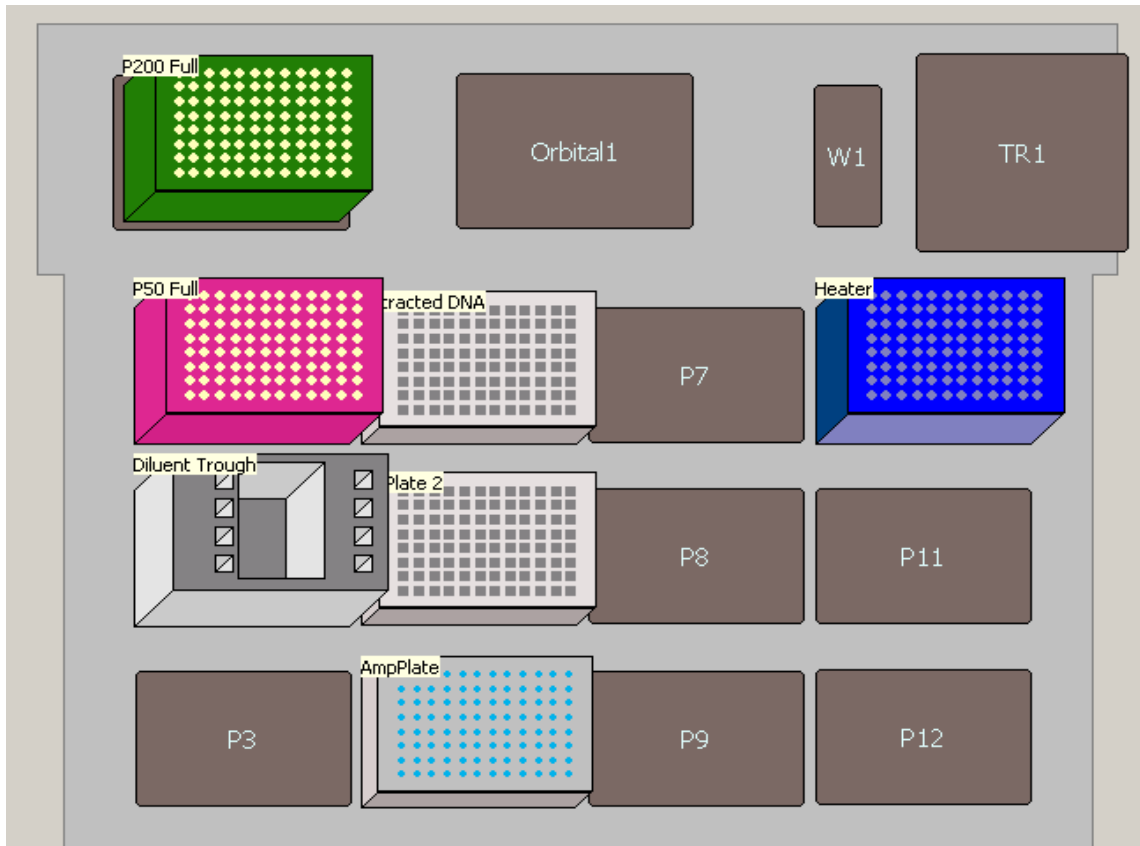 P200 Full
Orbital1
W1
TR1
P50 Full
tracted DNA
P7
Heater
Diluent Trough
Plate 2
P8
P11
AmpPlate
P3
P9
P12